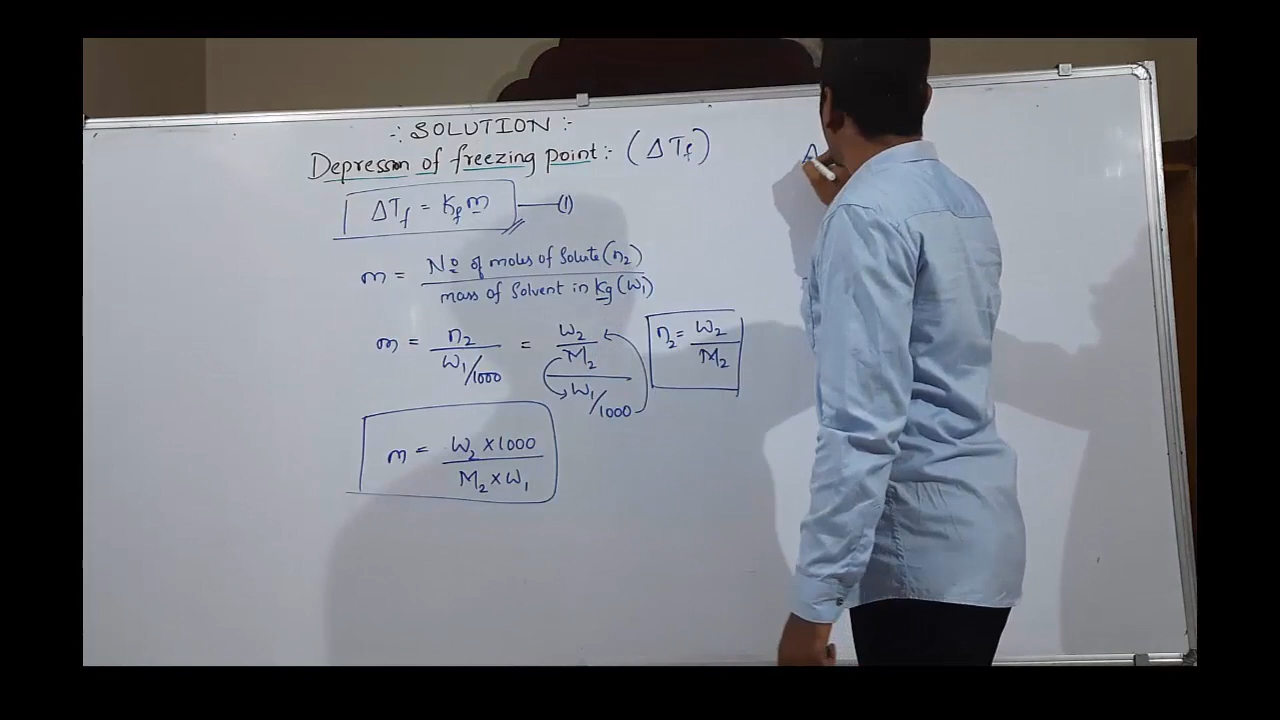 -: SOLUTION :-
Depression of freezing point:- (ΔTf)
ΔTf = Kf m —(1)
m = No of moles of Solute (n2) / mass of Solvent in Kg (W1)
m = n2 / W1/1000 = W2/M2 / W1/1000
n2 = W2/M2
m = W2 x 1000 / M2 x W1